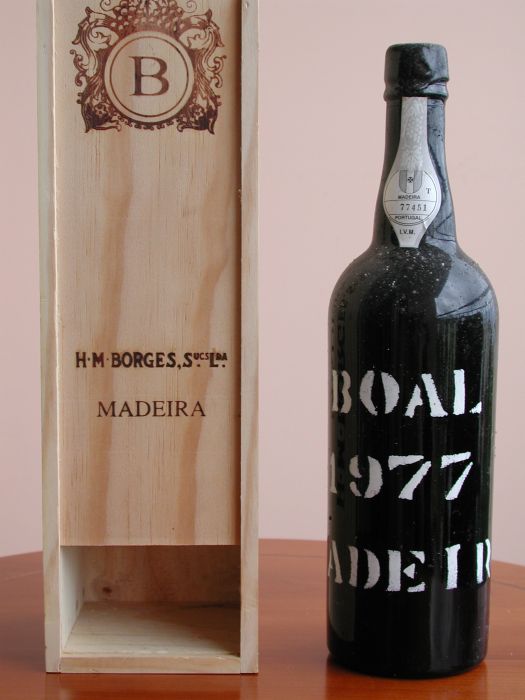 B
H·M·BORGES, SUCS LDA.
MADEIRA
MADEIRA
T
77451
PORTUGAL
I.V.M.
BOAL
1977
ADEIR